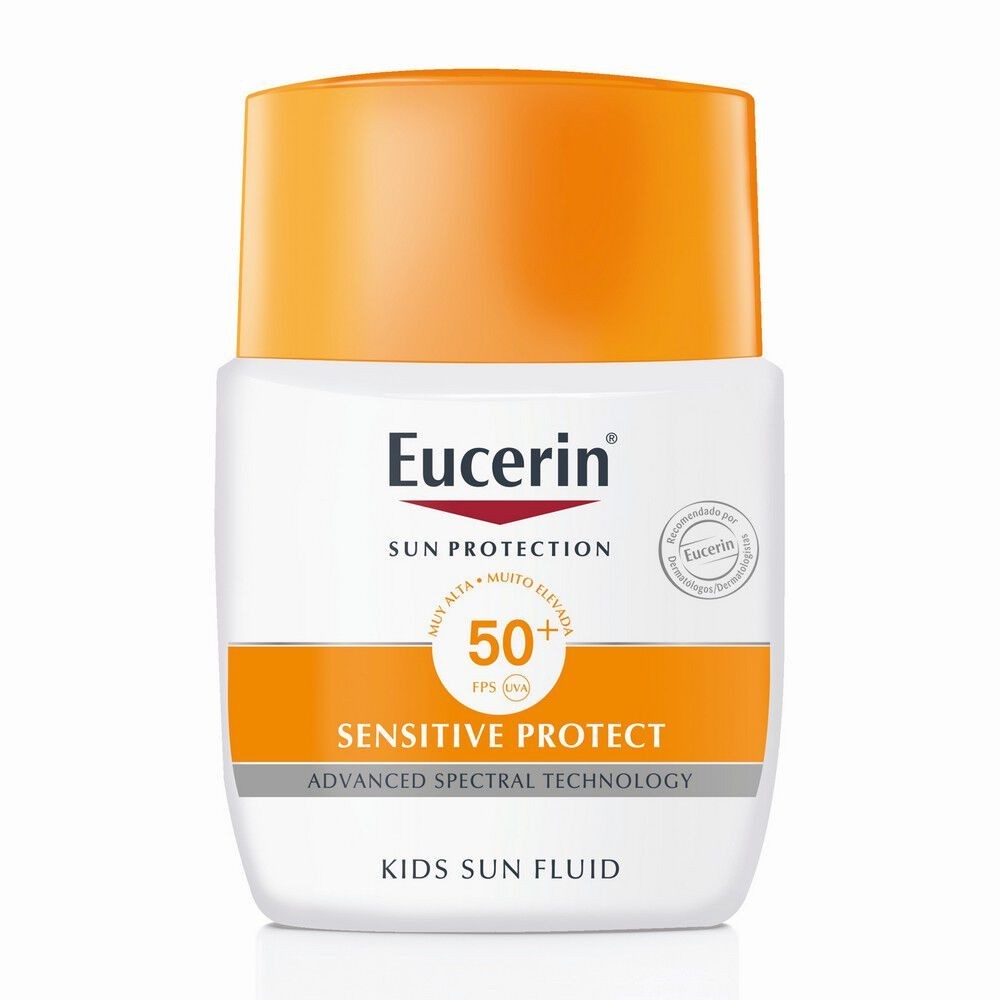 Eucerin®
SUN PROTECTION
Recomendado por
Eucerin
Dermatólogos/Dermatologistas
MUY ALTA • MUITO ELEVADA
50+
FPS UVA
SENSITIVE PROTECT
ADVANCED SPECTRAL TECHNOLOGY
KIDS SUN FLUID